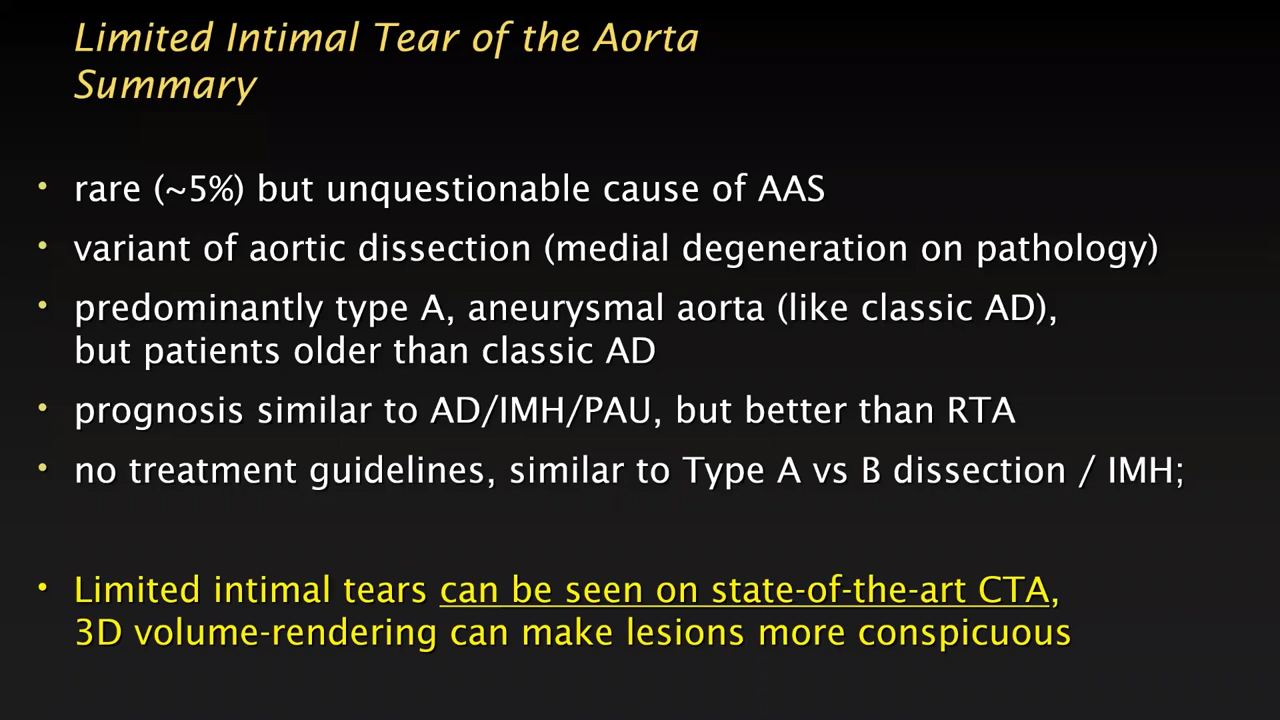 Limited Intimal Tear of the Aorta
Summary
• rare (~5%) but unquestionable cause of AAS
• variant of aortic dissection (medial degeneration on pathology)
• predominantly type A, aneurysmal aorta (like classic AD),
but patients older than classic AD
• prognosis similar to AD/IMH/PAU, but better than RTA
• no treatment guidelines, similar to Type A vs B dissection / IMH;
• Limited intimal tears can be seen on state-of-the-art CTA,
3D volume-rendering can make lesions more conspicuous